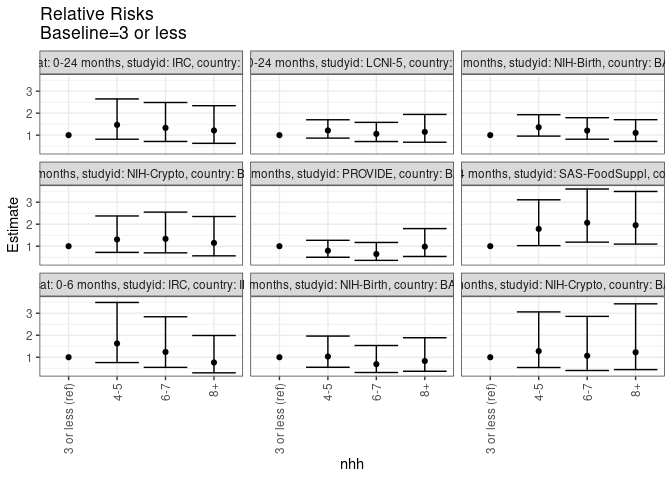 Relative Risks
Baseline=3 or less
at: 0-24 months, studyid: IRC, country:
0-24 months, studyid: LCNI-5, country:
months, studyid: NIH-Birth, country: BA
3
2
1
months, studyid: NIH-Crypto, country: B
months, studyid: PROVIDE, country: B
4 months, studyid: SAS-FoodSuppl, co
Estimate
3
2
1
at: 0-6 months, studyid: IRC, country: I
months, studyid: NIH-Birth, country: BA
months, studyid: NIH-Crypto, country: BA
3
2
1
3 or less (ref)
4-5
6-7
8+
3 or less (ref)
4-5
6-7
8+
3 or less (ref)
4-5
6-7
8+
nhh